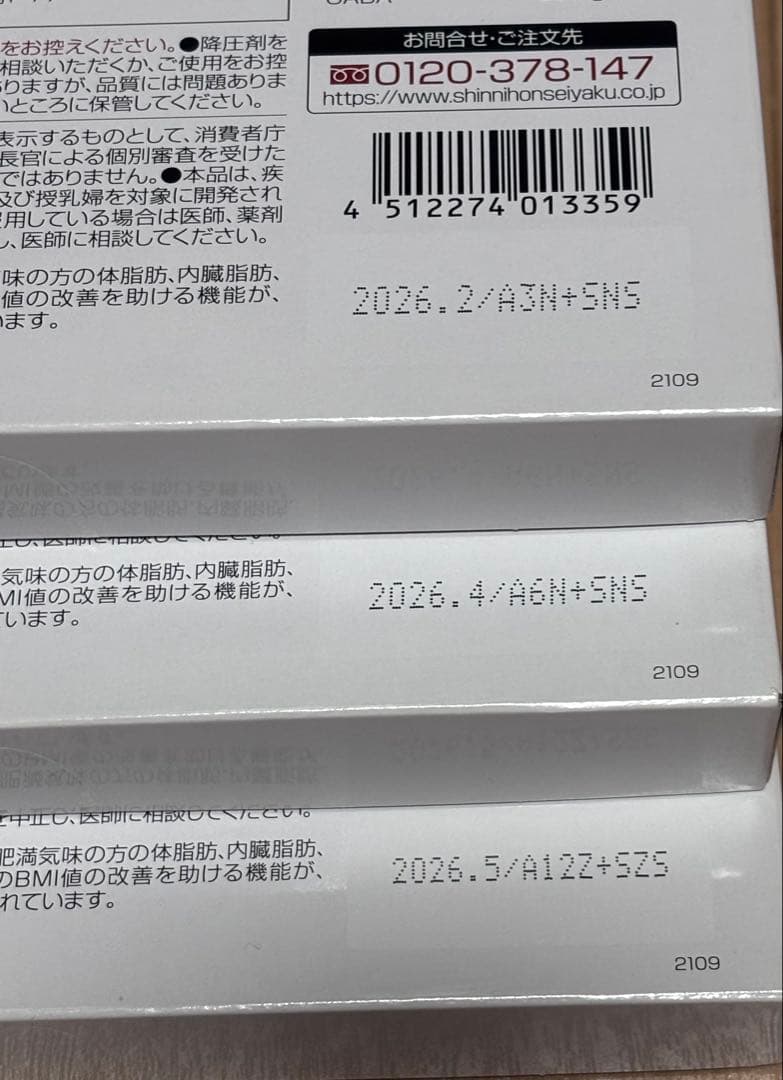 GABA
をお控えください。●降圧剤を
相談いただくか、ご使用をお控
りますが、品質には問題ありま
いところに保管してください。
表示するものとして、消費者庁
長官による個別審査を受けた
ではありません。●本品は、疾
及び授乳婦を対象に開発され
服用している場合は医師、薬剤
し、医師に相談してください。
味の方の体脂肪、内臓脂肪、
値の改善を助ける機能が、
います。
お問合せ・ご注文先
0120-378-147
https://www.shinnihonseiyaku.co.jp
4 512274 013359
2026.2/A3N+SNS
2109
気味の方の体脂肪、内臓脂肪、
MI値の改善を助ける機能が、
ています。
2026.4/A6N+SNS
2109
を中止し、医師に相談してください。
肥満気味の方の体脂肪、内臓脂肪、
のBMI値の改善を助ける機能が、
れています。
2026.5/A12Z+SZS
2109